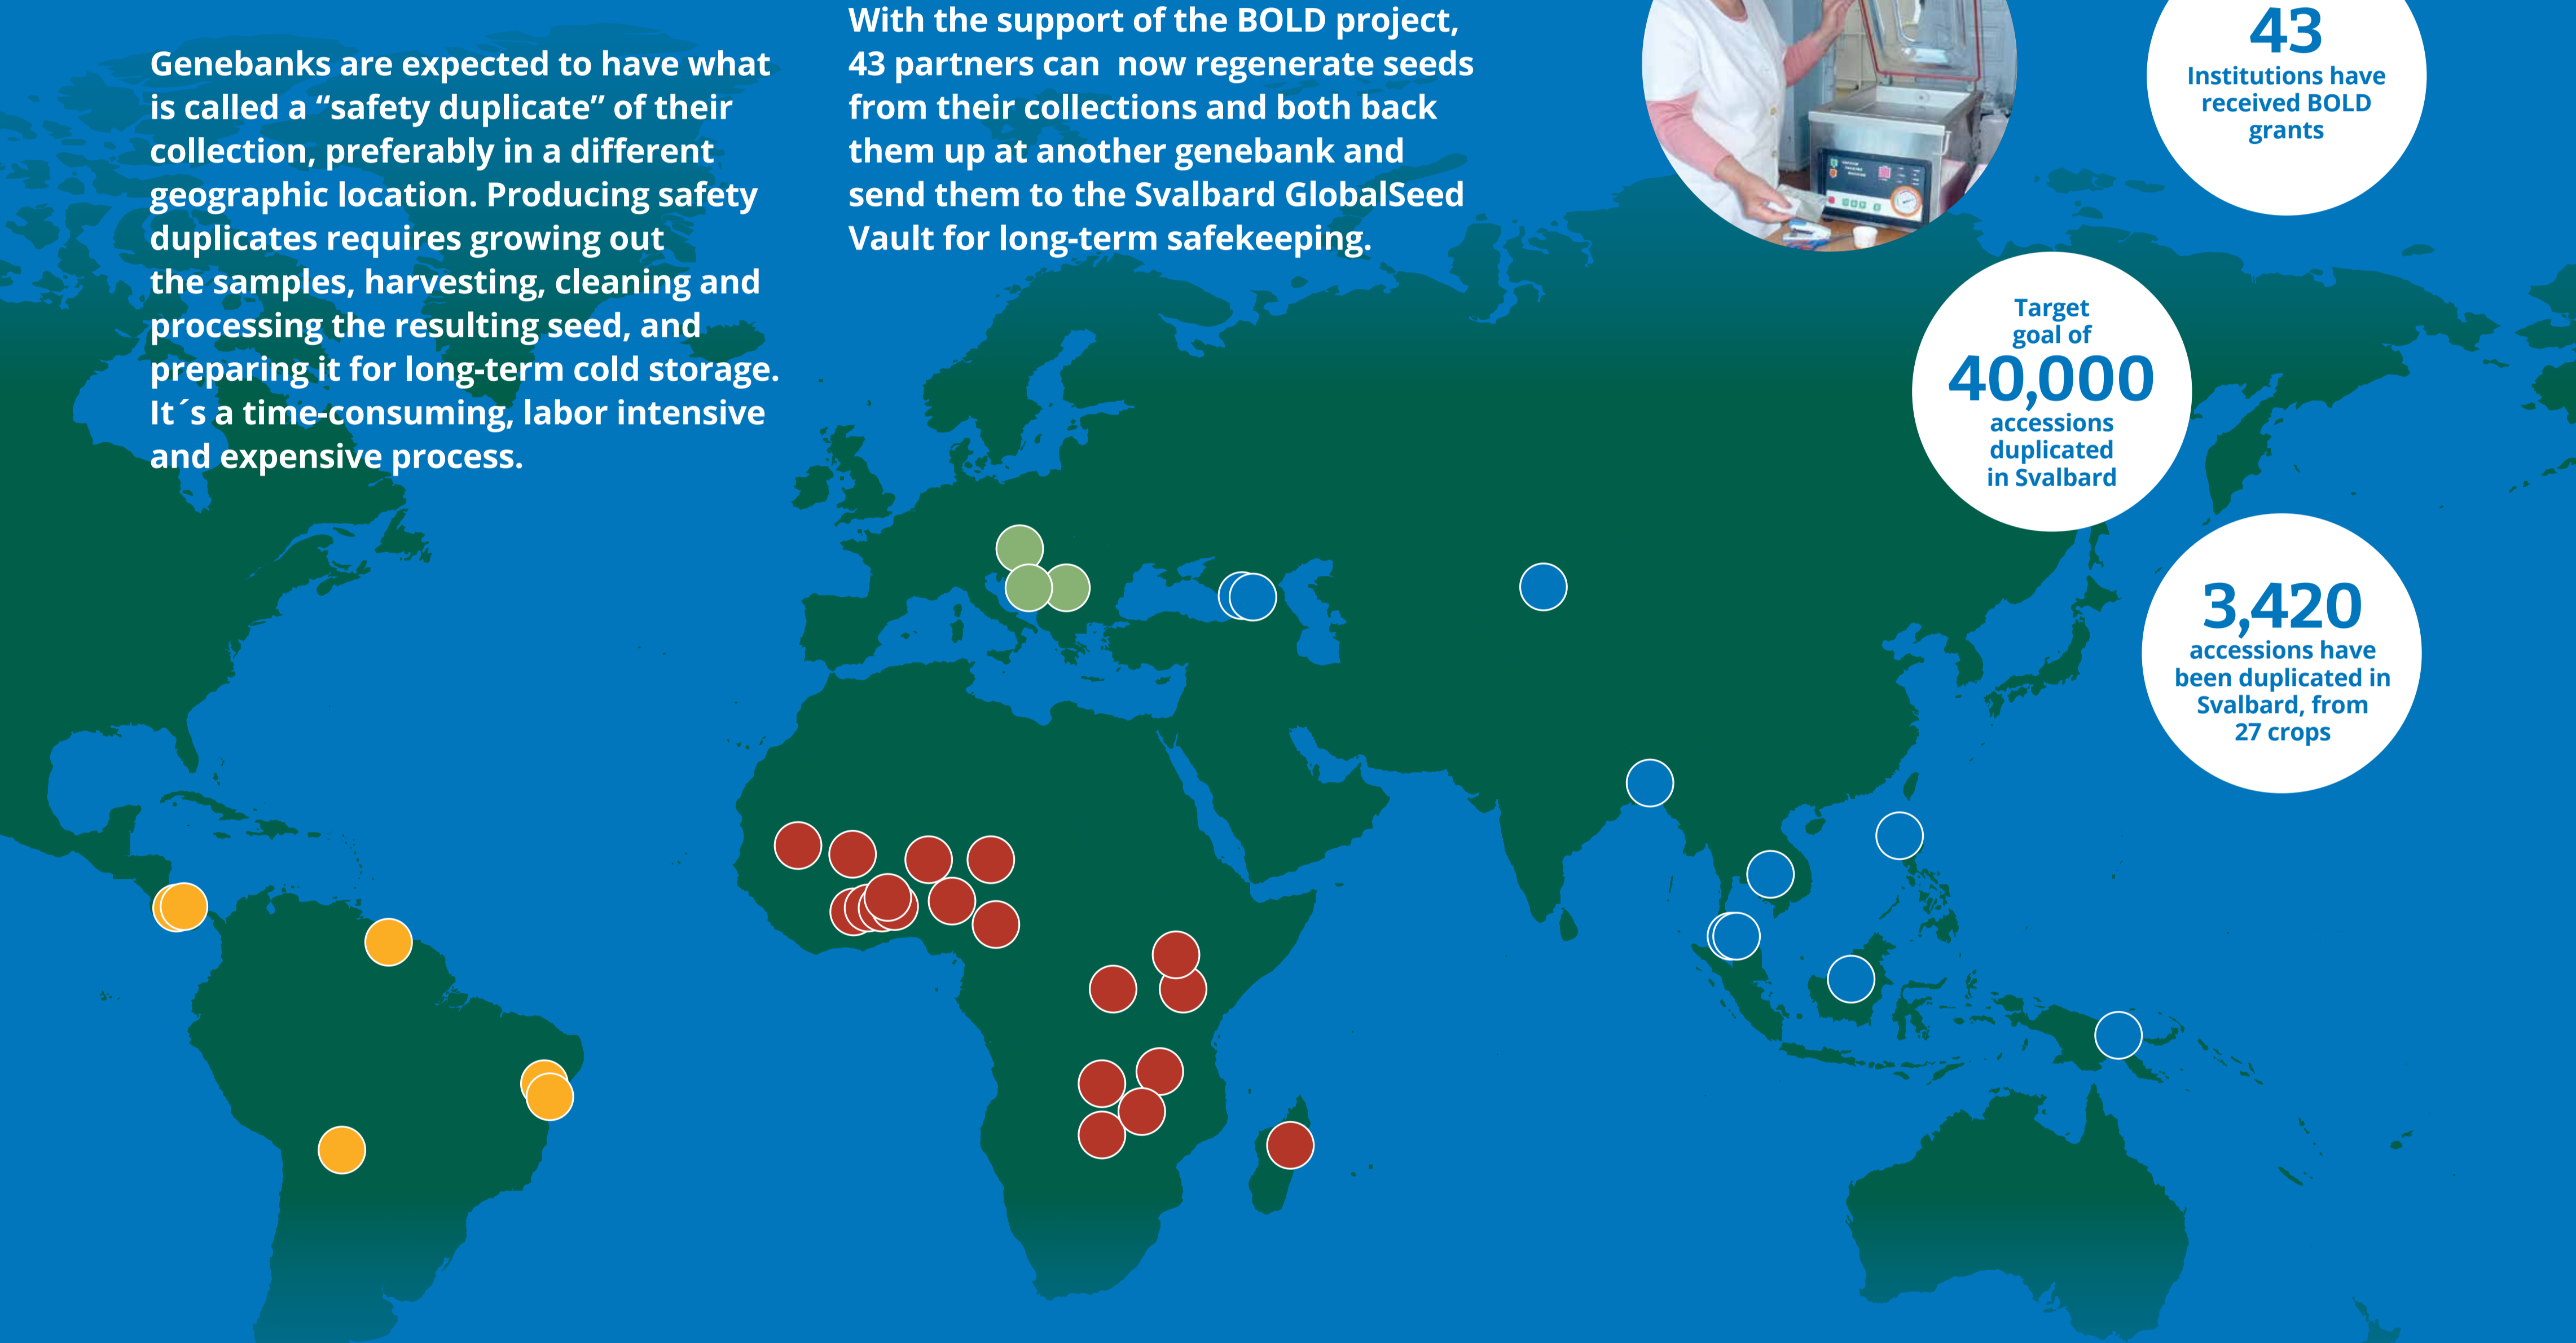 Genebanks are expected to have what
is called a “safety duplicate” of their
collection, preferably in a different
geographic location. Producing safety
duplicates requires growing out
the samples, harvesting, cleaning and
processing the resulting seed, and
preparing it for long-term cold storage.
It´s a time-consuming, labor intensive
and expensive process.
With the support of the BOLD project,
43 partners can  now regenerate seeds
from their collections and both back
them up at another genebank and
send them to the Svalbard GlobalSeed
Vault for long-term safekeeping.
43
Institutions have
received BOLD
grants
Target
goal of
40,000
accessions
duplicated
in Svalbard
3,420
accessions have
been duplicated in
Svalbard, from
27 crops